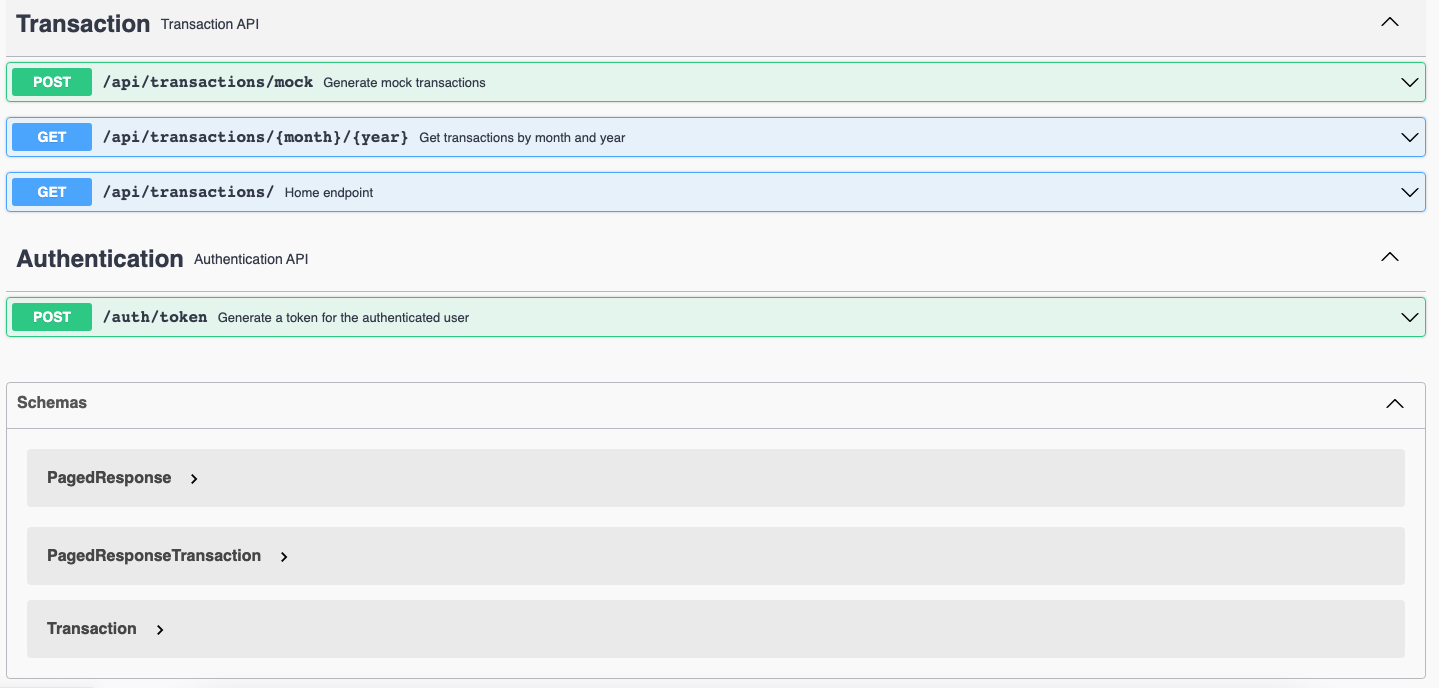 Transaction Transaction API
POST /api/transactions/mock Generate mock transactions
GET /api/transactions/{month}/{year} Get transactions by month and year
GET /api/transactions/ Home endpoint
Authentication Authentication API
POST /auth/token Generate a token for the authenticated user
Schemas
PagedResponse
PagedResponseTransaction
Transaction